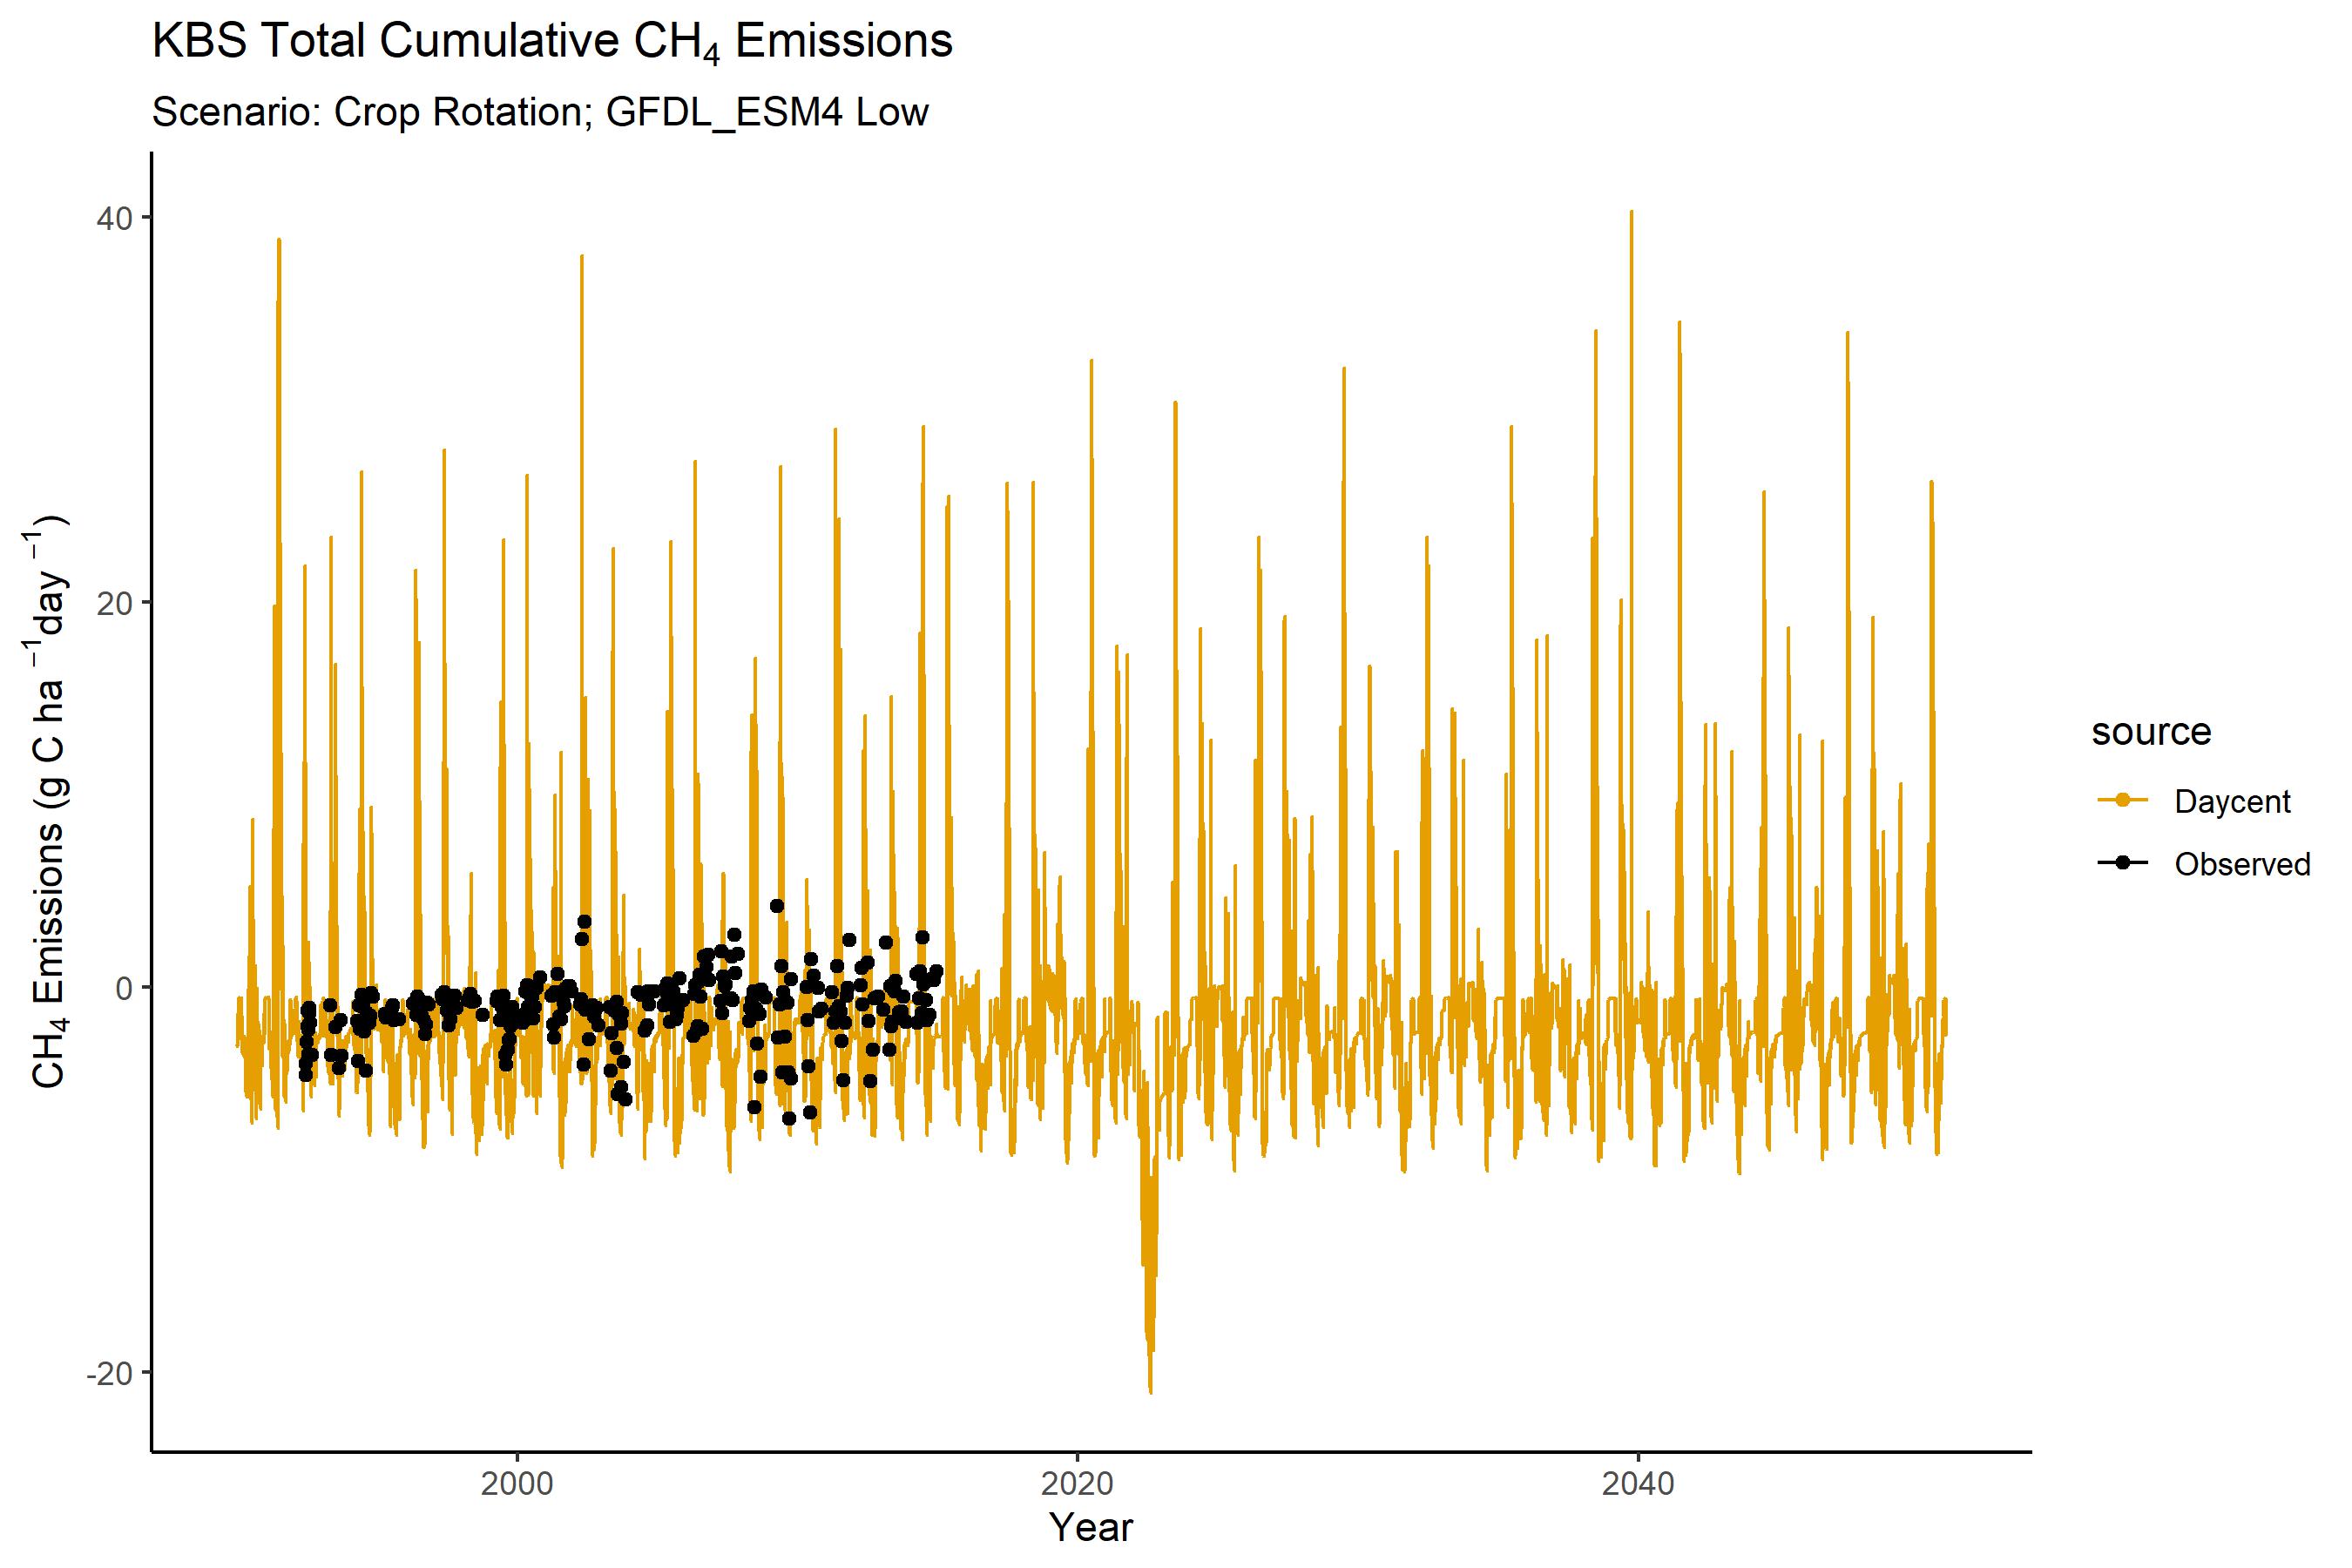 KBS Total Cumulative CH₄ Emissions
Scenario: Crop Rotation; GFDL_ESM4 Low
CH₄ Emissions (g C ha ⁻¹day ⁻¹)
40
20
0
-20
2000
2020
2040
Year
source
Daycent
Observed